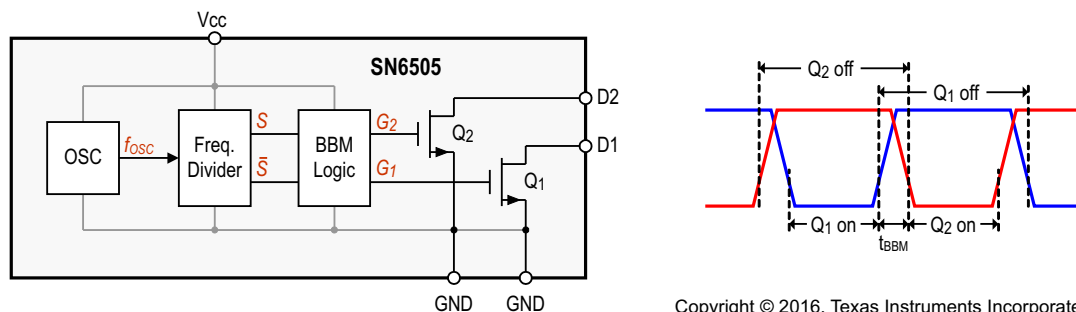 Vcc
SN6505
OSC
fOSC
Freq.
Divider
S
S̅
BBM
Logic
G2
G1
Q2
Q1
D2
D1
GND
GND
Q2 off
Q1 off
Q1 on
tBBM
Q2 on
Copyright © 2016, Texas Instruments Incorporate